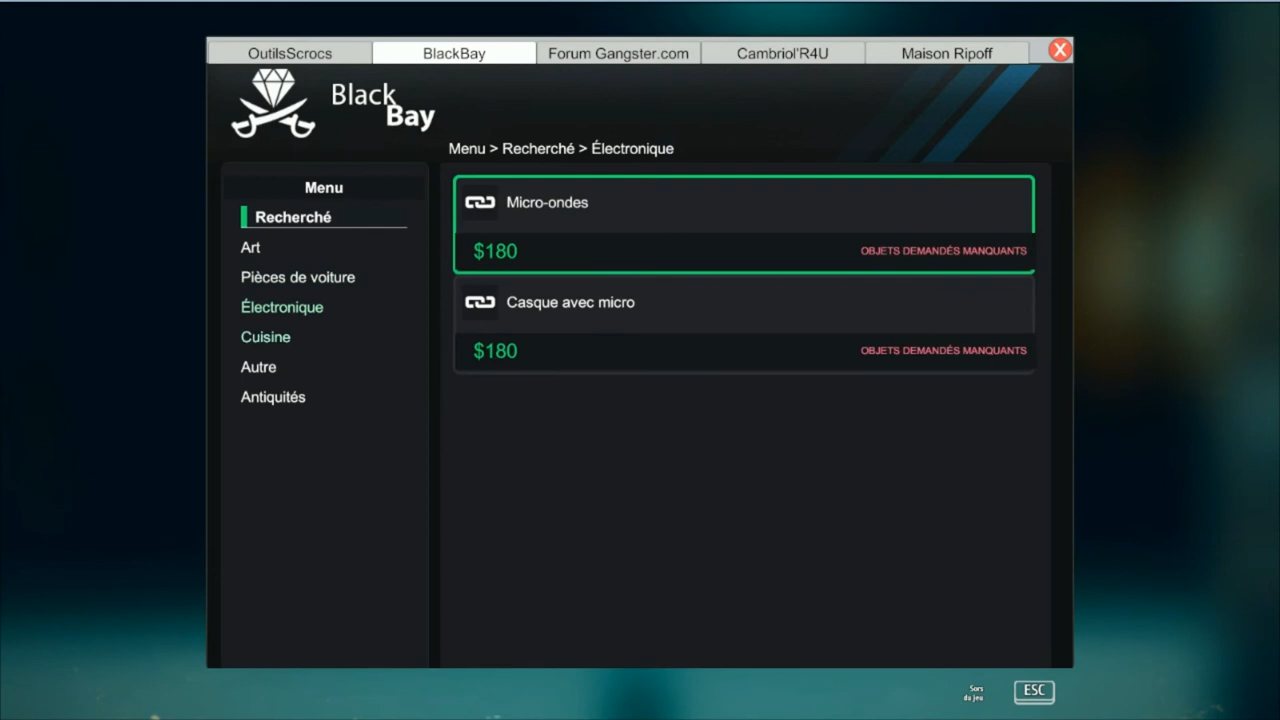 OutilsScrocs
BlackBay
Forum Gangster.com
Cambriol'R4U
Maison Ripoff
X
Black
Bay
Menu > Recherché > Électronique
Menu
Recherché
Art
Pièces de voiture
Électronique
Cuisine
Autre
Antiquités
Micro-ondes
$180
OBJETS DEMANDÉS MANQUANTS
Casque avec micro
$180
OBJETS DEMANDÉS MANQUANTS
Sors
du jeu
ESC